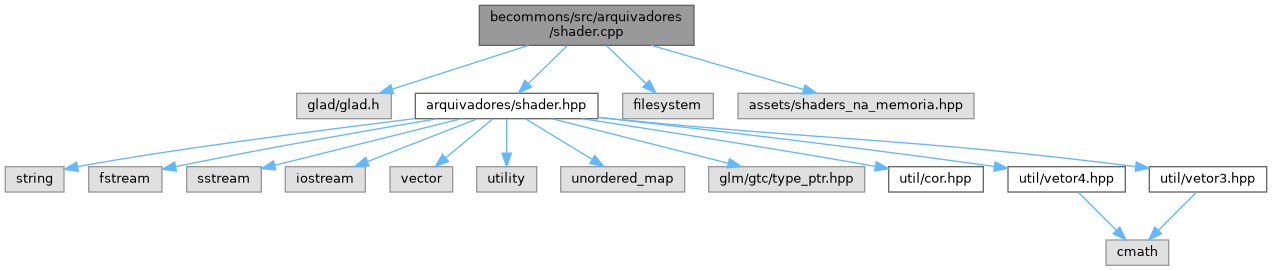 becommons/src/arquivadores
/shader.cpp
glad/glad.h
arquivadores/shader.hpp
filesystem
assets/shaders_na_memoria.hpp
string
fstream
sstream
iostream
vector
utility
unordered_map
glm/gtc/type_ptr.hpp
util/cor.hpp
util/vetor4.hpp
util/vetor3.hpp
cmath